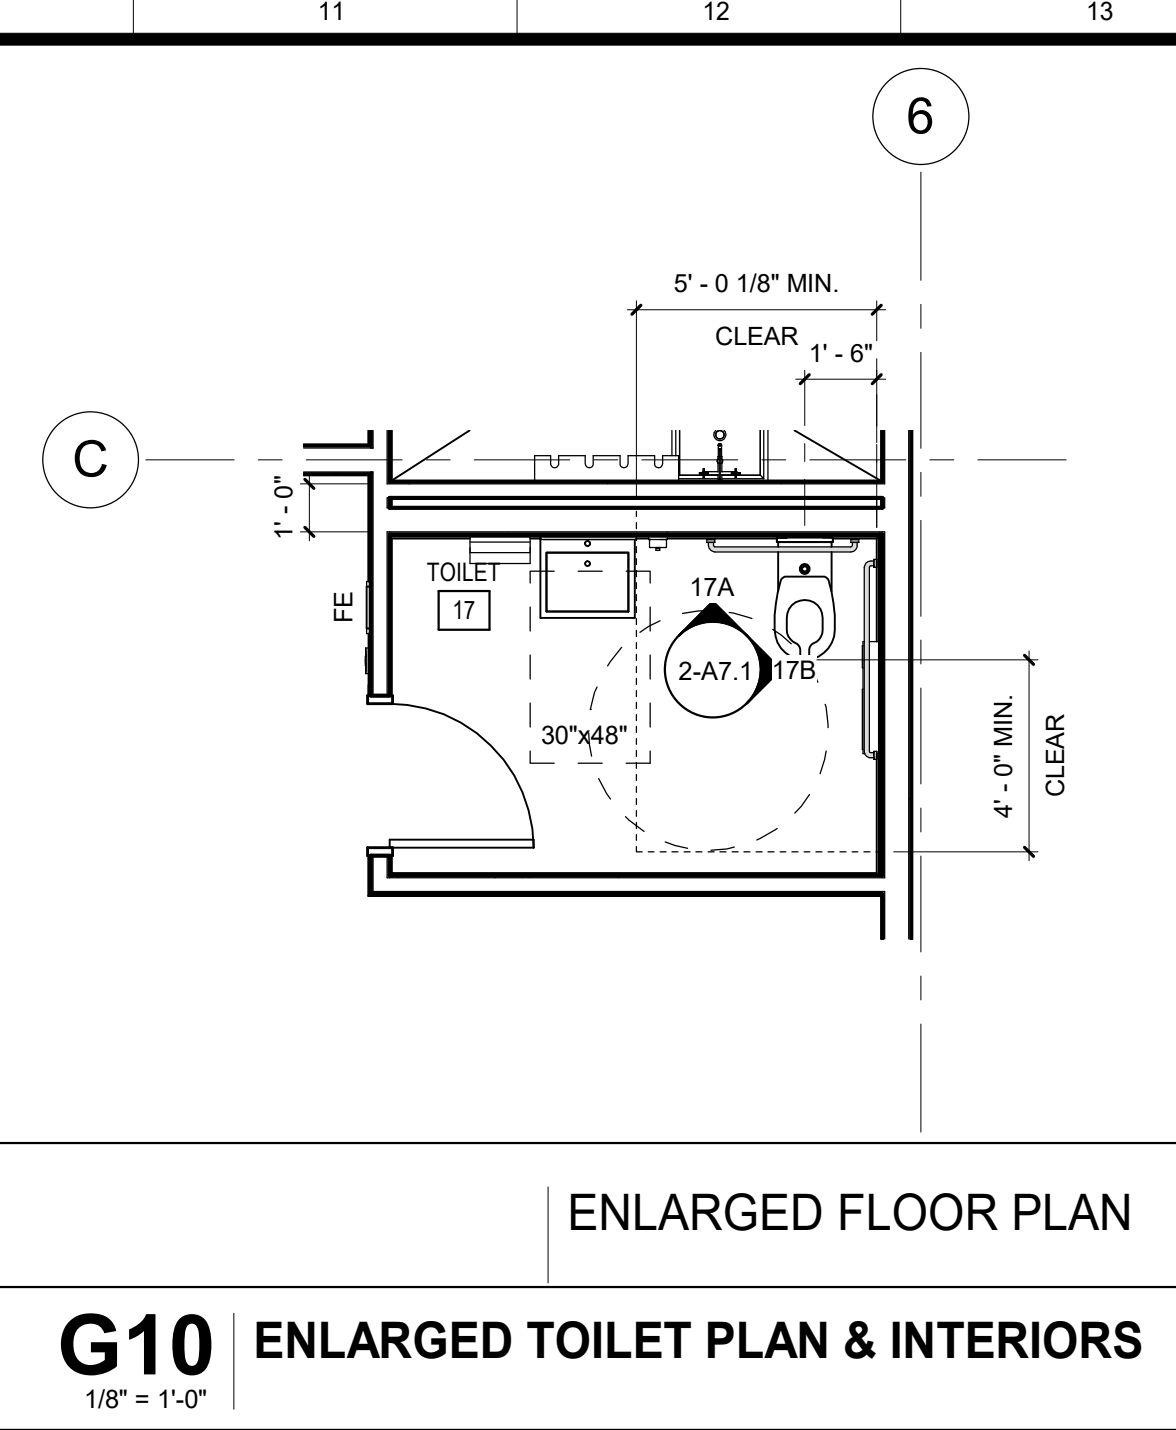 11
12
13
6
5' - 0 1/8" MIN.
CLEAR
1' - 6"
C
1' - 0"
TOILET
17
FE
17A
2-A7.1
17B
30"x48"
4' - 0" MIN.
CLEAR
ENLARGED FLOOR PLAN
G10
ENLARGED TOILET PLAN & INTERIORS
1/8" = 1'-0"